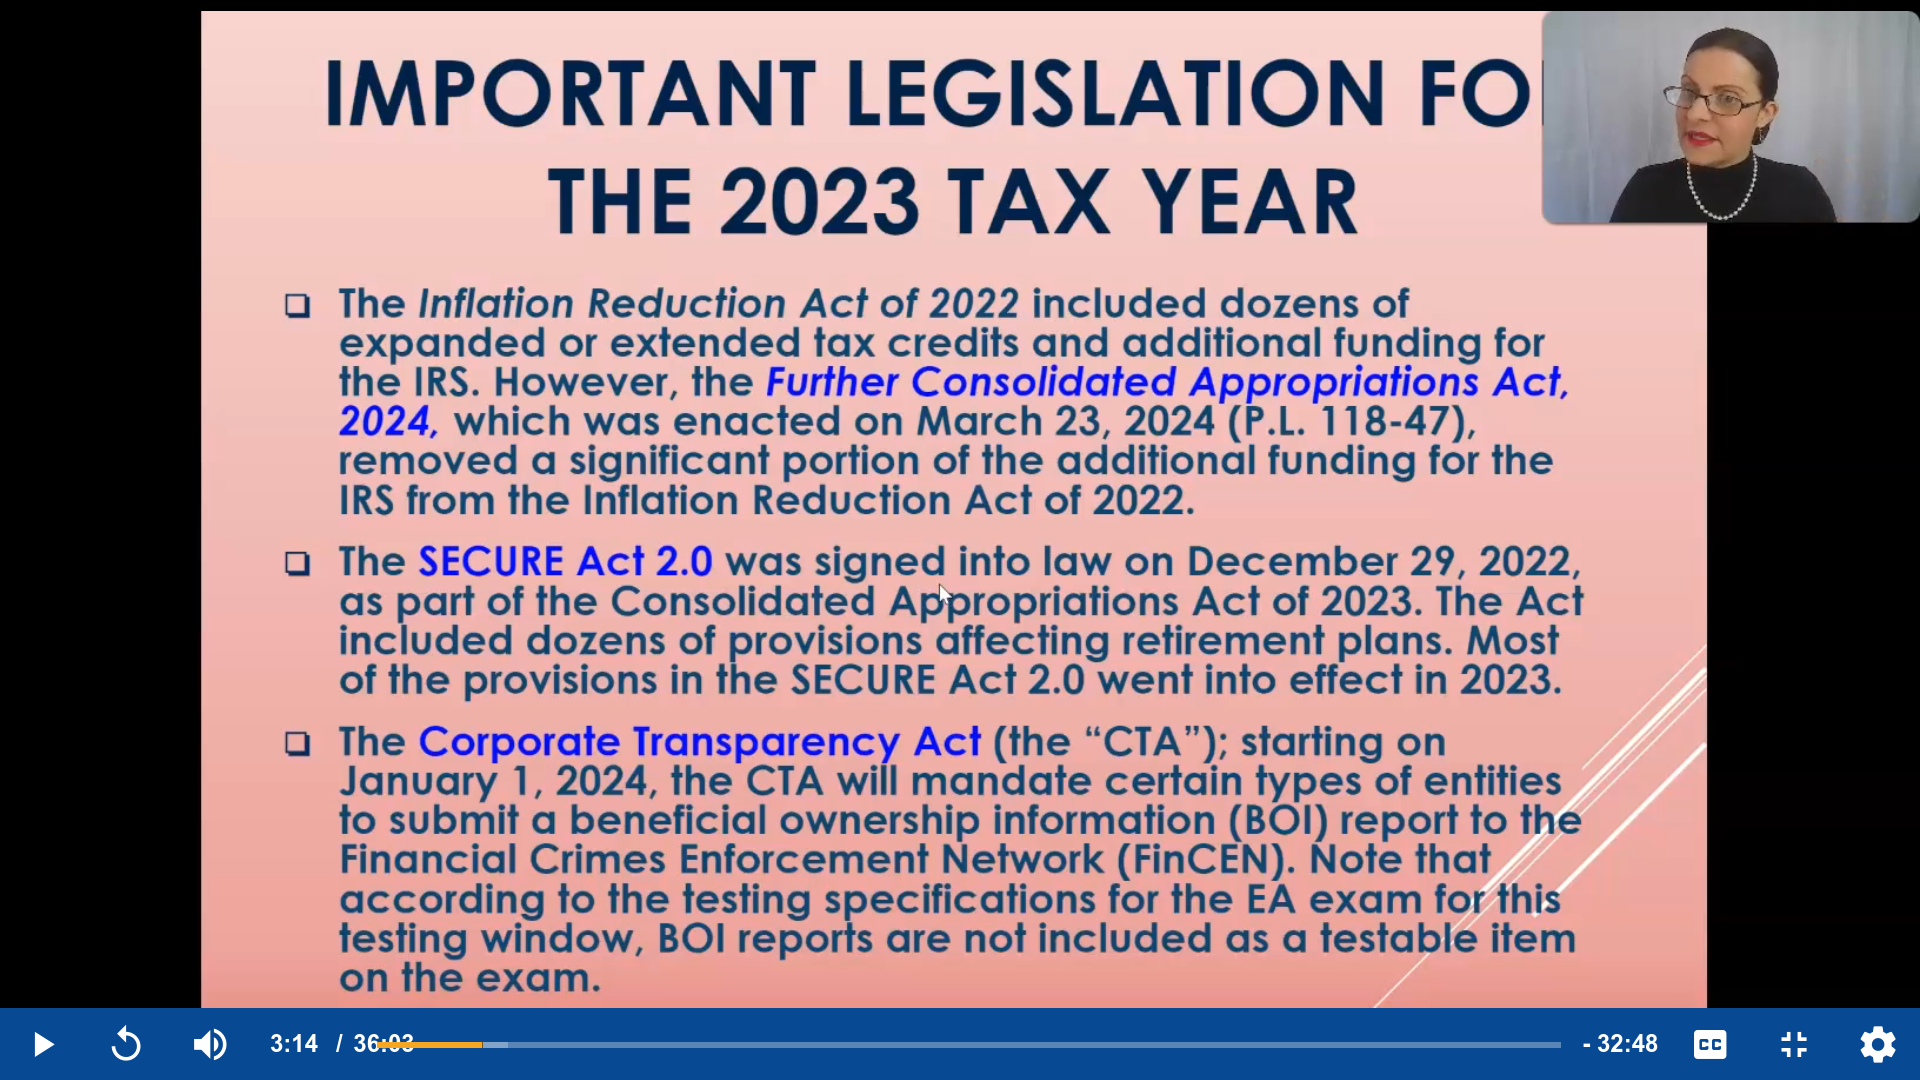 IMPORTANT LEGISLATION FO
THE 2023 TAX YEAR
❑ The Inflation Reduction Act of 2022 included dozens of
expanded or extended tax credits and additional funding for
the IRS. However, the Further Consolidated Appropriations Act,
2024, which was enacted on March 23, 2024 (P.L. 118-47),
removed a significant portion of the additional funding for the
IRS from the Inflation Reduction Act of 2022.
❑ The SECURE Act 2.0 was signed into law on December 29, 2022,
as part of the Consolidated Appropriations Act of 2023. The Act
included dozens of provisions affecting retirement plans. Most
of the provisions in the SECURE Act 2.0 went into effect in 2023.
❑ The Corporate Transparency Act (the “CTA”); starting on
January 1, 2024, the CTA will mandate certain types of entities
to submit a beneficial ownership information (BOI) report to the
Financial Crimes Enforcement Network (FinCEN). Note that
according to the testing specifications for the EA exam for this
testing window, BOI reports are not included as a testable item
on the exam.
3:14 / 36:03 - 32:48 CC